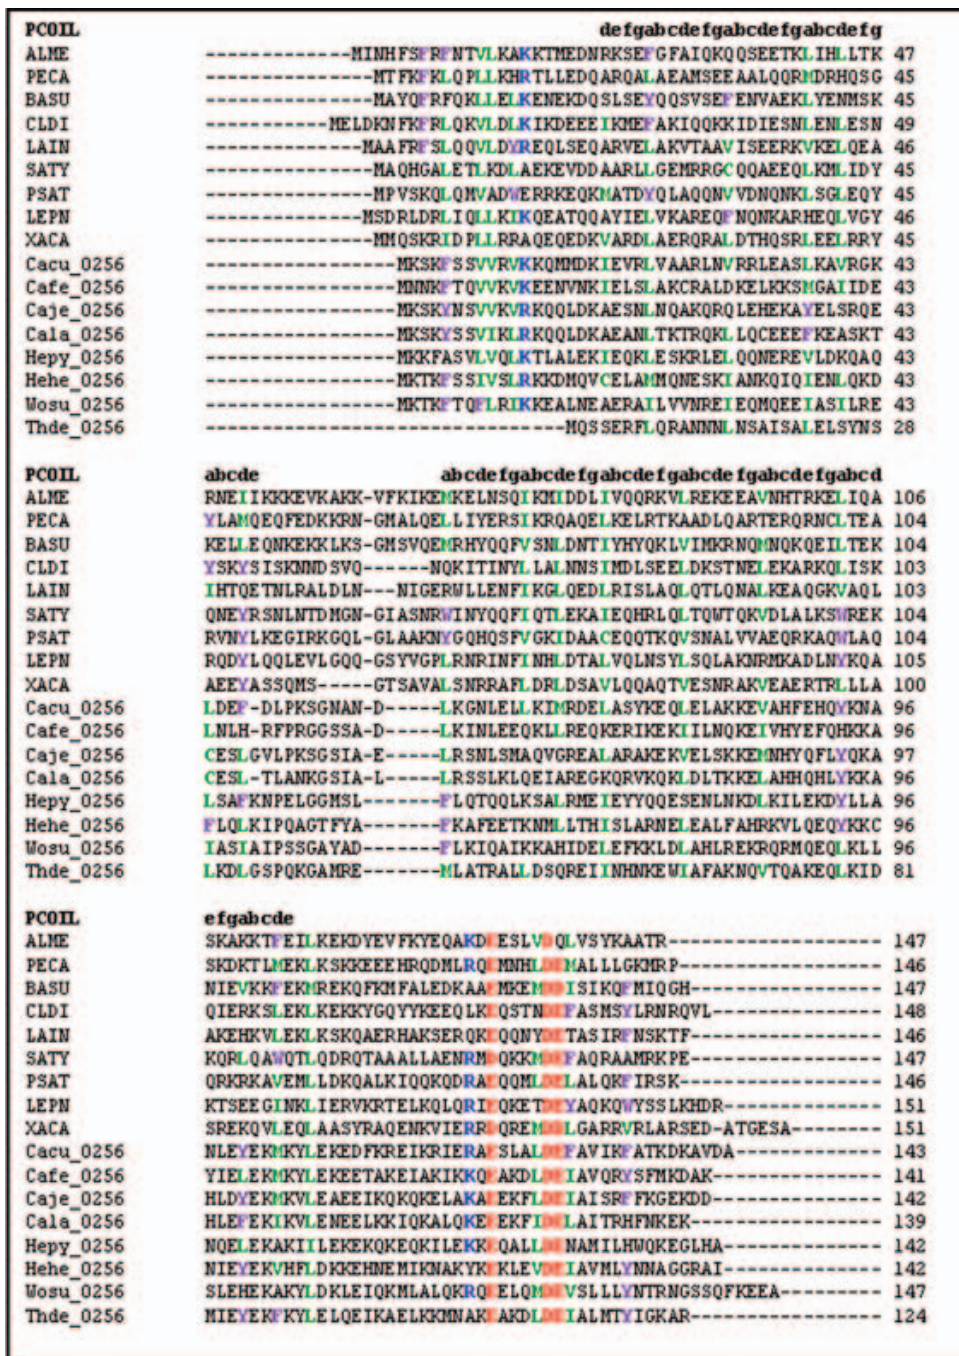 PCOIL defgabcdefgabcdefgabcdefg
ALME ---------------MINHFSFRFNTVLKAKKTMEDNRKSEFGFAIQKQQSEETKLIHLLTK 47
PECA -----------------MTFKFKLQPLLKHRTLLEDQARQALAEAMSEEAALQQRMDRHQSG 45
BASU -----------------MAYQFRFQKLLELKENEKDQSLSEYQQSVSEFENVAEKLYENMSK 45
CLDI -------------MELDKNFKFRLQKVLDLKIKDEEEIKMEFAKIQQKKIDIESNLENLESN 49
LAIN ----------------MAAFRFSLQQVLDYREQLSEQARVELAKVTAAVISEERKVKELQEA 46
SATY -----------------MAQHGALETLKDLAEKEVDDAARLLGEMRRGCQQAEEQLKMLIDY 45
PSAT -----------------MPVSKQLQMVADWERRKEQKMATDYQLAQQNVVDNQNKLSGLEQY 45
LEPN ----------------MSDRLDRLIQLLKIKQEATQQAYIELVKAREQFNQNKARHEQLVGY 46
XACA -----------------MMQSKRIDPLLRRAQEQEDKVARDLAERQRALDTHQSRLEELRRY 45
Cacu_0256 -------------------MKSKFSSVVRVKKQMMDKIEVRLVAARLNVRRLEASLKAVRGK 43
Cafe_0256 -------------------MNNKFTQVVKVKEENVNKIELSLAKCRALDKELKKSMGAIIDE 43
Caje_0256 -------------------MKSKYNSVVKVRKQQLDKAESNLNQAKQRQLEHEKAYELSRQE 43
Cala_0256 -------------------MKSKYSSVIKLRKQQLDKAEANLTKTRQKLLQCEEEFKEASKT 43
Hepy_0256 -------------------MKKFASVLVQLKTLALEKIEQKLESKRLELQQNEREVLDKQAQ 43
Hehe_0256 -------------------MKTKFSSIVSLRKKDMQVCELAMMQNESKIANKQIQIENLQKD 43
Wosu_0256 -------------------MKTKFTQFLRIKKEALNEAERAILVVNREIEQMQEEIASILRE 43
Thde_0256 ----------------------------------MQSSERFLQRANNNLNSAISALELSYNS 28
PCOIL abcde abcdefgabcdefgabcdefgabcdefgabcdefgabcd
ALME RNEIIKKKEVKAKK-VFKIKEMKELNSQIKMIDDLIVQQRKVLREKEEAVNHTRKELIQA 106
PECA YLAMQEQFEDKKRN-GMALQELLIYERSIKRQAQELKELRTKAADLQARTERQRNCLTEA 104
BASU KELLEQNKEKKLKS-GMSVQEMRHYQQFVSNLDNTIYHYQKLVIMKRNQMNQKQEILTEK 104
CLDI YSKYSISKNNDSVQ------NQKITINYLLALNNSIMDLSEELDKSTNELEKARKQLISK 103
LAIN IHTQETNLRALDLN---NIGERWLLENFIKGLQEDLRISLAQLQTLQNALKEAQGKVAQL 103
SATY QNEYRSNLNTDMGN-GIASNRWINYQQFIQTLEKAIEQHRLQLTQWTQKVDLALKSWREK 104
PSAT RVNYLKEGIRKGQL-GLAAKNYGQHQSFVGKIDAACEQQTKQVSNALVVAEQRKAQWLAQ 104
LEPN RQDYLQQLEVLGQQ-GSYVGPLRNRINFINHLDTALVQLNSYLSQLAKNRMKADLNYKQA 105
XACA AEEYASSQMS-----GTSAVALSNRRAFLDRLDSAVLQQAQTVESNRAKVEAERTRLLLA 100
Cacu_0256 LDEF-DLPKSGNAN-D-----LKGNLELLKIMRDELASYKEQLELAKKEVAHFEHQYKNA 96
Cafe_0256 LNLH-RFPRGGSSA-D-----LKINLEEQKLLREQKERIKEKIILNQKEIVHYEFQHKKA 96
Caje_0256 CESLGVLPKSGSIA-E-----LRSNLSMAQVGREALARAKEKVELSKKEMNHYQFLYQKA 97
Cala_0256 CESL-TLANKGSIA-L-----LRSSLKLQEIAREGKQRVKQKLDLTKKELAHHQHLYKKA 96
Hepy_0256 LSAFKNPELGGMSL-------FLQTQQLKSALRMEIEYYQQESENLNKDLKILEKDYLLA 96
Hehe_0256 FLQLKIPQAGTFYA-------FKAFEETKNMLLTHISLARNELEALFAHRKVLQEQYKKC 96
Wosu_0256 IASIAIPSSGAYAD-------FLKIQAIKKAHIDELEFKKLDLAHLREKRQRMQEQLKLL 96
Thde_0256 LKDLGSPQKGAMRE-------MLATRALLDSQREIINHNKEWIAFAKNQVTQAKEQLKID 81
PCOIL efgabcde
ALME SKAKKTFEILKEKDYEVFKYEQAKDEESLVDQLVSYKAATR------------------- 147
PECA SKDKTLMEKLKSKKEEEHRQDMLRQEMNHLDEMALLLGKMRP------------------ 146
BASU NIEVKKFEKMREKQFKMFALEDKAAEMKEMDDISIKQFMIQGH----------------- 147
CLDI QIERKSLEKLKEKKYGQYYKEEQLKEQSTNDEFASMSYLRNRQVL--------------- 148
LAIN AKEHKVLEKLKSKQAERHAKSERQKEQQNYDETASIRFNSKTF----------------- 146
SATY KQRLQAWQTLQDRQTAAALLAENRMDQKKMDEFAQRAAMRKPE----------------- 147
PSAT QRKRKAVEMLLDKQALKIQQKQDRAEQQMLDELALQKFIRSK------------------ 146
LEPN KTSEEGINKLIERVKRTELKQLQRIEQKETDEYAQKQWYSSLKHDR-------------- 151
XACA SREKQVLEQLAASYRAQENKVIERRDQREMDDLGARRVRLARSED-ATGESA-------- 151
Cacu_0256 NLEYEKMKYLEKEDFKREIKRIERAESLALDEFAVIKFATKDKAVDA------------- 143
Cafe_0256 YIELEKMKYLEKEETAKEIAKIKKQEAKDLDEIAVQRYSFMKDAK--------------- 141
Caje_0256 HLDYEKMKVLEAEEIKQKQKELAKAEEKFLDEIAISRFFKGEKDD--------------- 142
Cala_0256 HLEFEKIKVLENEELKKIQKALQKEEEKFIDELAITRHFNKEK----------------- 139
Hepy_0256 NQELEKAKIILEKEKQKEQKILEKKEQALLDENAMILHWQKEGLHA-------------- 142
Hehe_0256 NIEYEKVHFLDKKEHNEMIKNAKYKEKLEVDEIAVMLYNNAGGRAI-------------- 142
Wosu_0256 SLEHEKAKYLDKLEIQKMLALQKRQEELQMDEVSLLLYNTRNGSSQFKEEA--------- 147
Thde_0256 MIEYEKFKYLELQEIKAELKKMNAKEAKDLDEIALMTYIGKAR----------------- 124